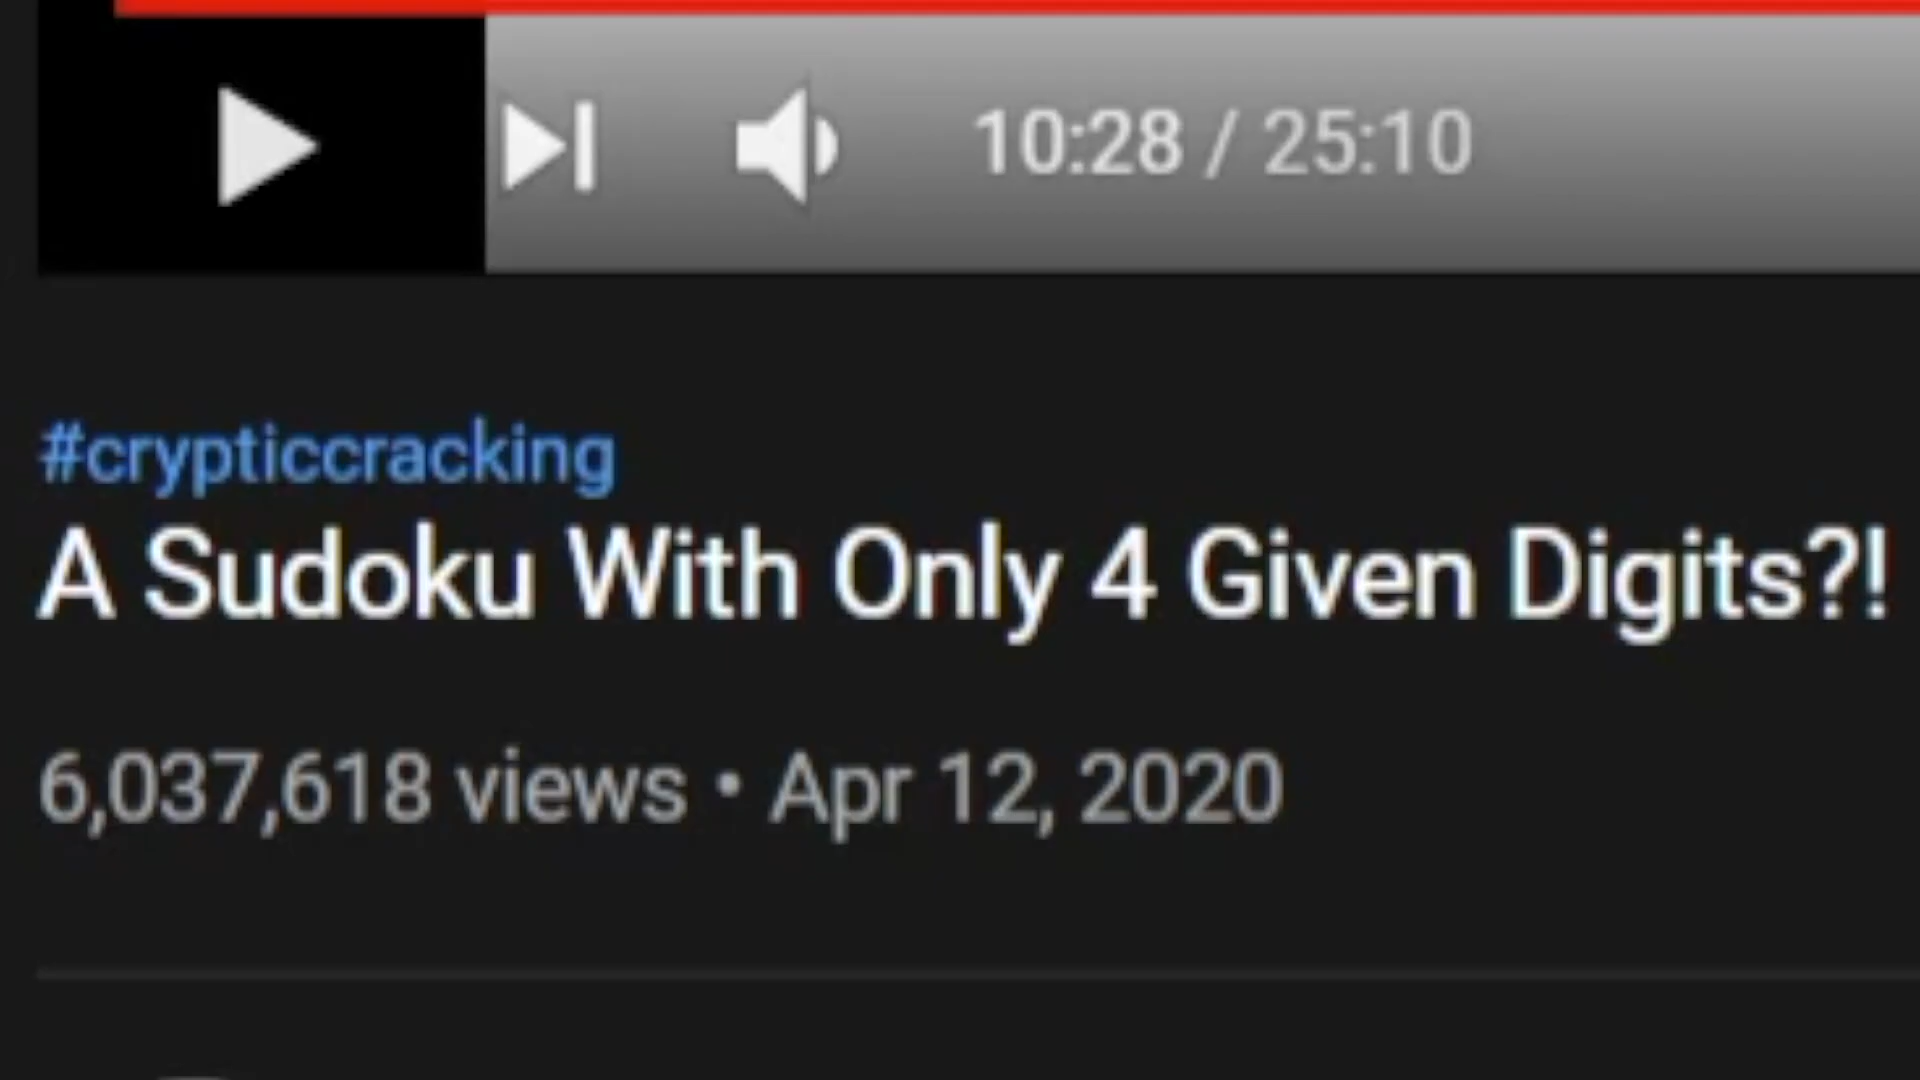 10:28 / 25:10
#crypticcracking
A Sudoku With Only 4 Given Digits?!
6,037,618 views • Apr 12, 2020